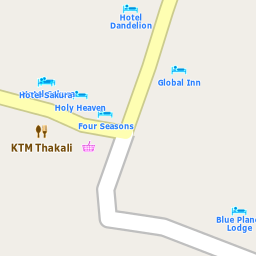 Hotel
Dandelion
Global Inn
Hotel Sakura
Holy Heaven
Four Seasons
KTM Thakali
Blue Plane
Lodge